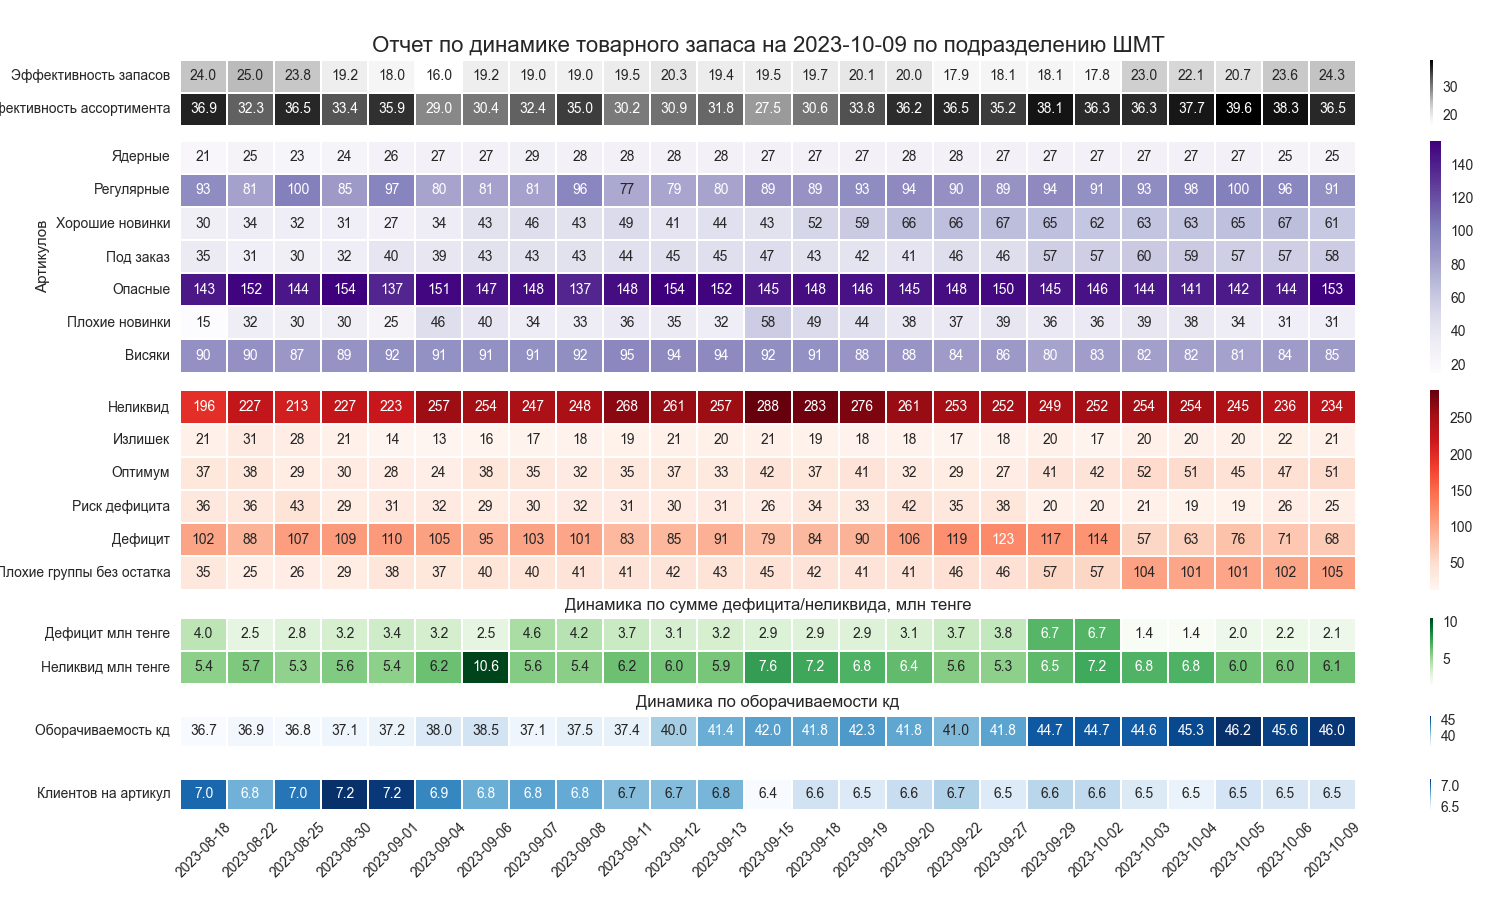 Отчет по динамике товарного запаса на 2023-10-09 по подразделению ШМТ
Эффективность запасов 24.0 25.0 23.8 19.2 18.0 16.0 19.2 19.0 19.0 19.5 20.3 19.4 19.5 19.7 20.1 20.0 17.9 18.1 18.1 17.8 23.0 22.1 20.7 23.6 24.3
фективность ассортимента 36.9 32.3 36.5 33.4 35.9 29.0 30.4 32.4 35.0 30.2 30.9 31.8 27.5 30.6 33.8 36.2 36.5 35.2 38.1 36.3 36.3 37.7 39.6 38.3 36.5
30
20
Артикулов
Ядерные 21 25 23 24 26 27 27 29 28 28 28 28 27 27 27 28 28 27 27 27 27 27 27 25 25
Регулярные 93 81 100 85 97 80 81 81 96 77 79 80 89 89 93 94 90 89 94 91 93 98 100 96 91
Хорошие новинки 30 34 32 31 27 34 43 46 43 49 41 44 43 52 59 66 66 67 65 62 63 63 65 67 61
Под заказ 35 31 30 32 40 39 43 43 43 44 45 45 47 43 42 41 46 46 57 57 60 59 57 57 58
Опасные 143 152 144 154 137 151 147 148 137 148 154 152 145 148 146 145 148 150 145 146 144 141 142 144 153
Плохие новинки 15 32 30 30 25 46 40 34 33 36 35 32 58 49 44 38 37 39 36 36 39 38 34 31 31
Висяки 90 90 87 89 92 91 91 91 92 95 94 94 92 91 88 88 84 86 80 83 82 82 81 84 85
140
120
100
80
60
40
20
Неликвид 196 227 213 227 223 257 254 247 248 268 261 257 288 283 276 261 253 252 249 252 254 254 245 236 234
Излишек 21 31 28 21 14 13 16 17 18 19 21 20 21 19 18 18 17 18 20 17 20 20 20 22 21
Оптимум 37 38 29 30 28 24 38 35 32 35 37 33 42 37 41 32 29 27 41 42 52 51 45 47 51
Риск дефицита 36 36 43 29 31 32 29 30 32 31 30 31 26 34 33 42 35 38 20 20 21 19 19 26 25
Дефицит 102 88 107 109 110 105 95 103 101 83 85 91 79 84 90 106 119 123 117 114 57 63 76 71 68
Плохие группы без остатка 35 25 26 29 38 37 40 40 41 41 42 43 45 42 41 41 46 46 57 57 104 101 101 102 105
250
200
150
100
50
Динамика по сумме дефицита/неликвида, млн тенге
Дефицит млн тенге 4.0 2.5 2.8 3.2 3.4 3.2 2.5 4.6 4.2 3.7 3.1 3.2 2.9 2.9 2.9 3.1 3.7 3.8 6.7 6.7 1.4 1.4 2.0 2.2 2.1
Неликвид млн тенге 5.4 5.7 5.3 5.6 5.4 6.2 10.6 5.6 5.4 6.2 6.0 5.9 7.6 7.2 6.8 6.4 5.6 5.3 6.5 7.2 6.8 6.8 6.0 6.0 6.1
10
5
Динамика по оборачиваемости кд
Оборачиваемость кд 36.7 36.9 36.8 37.1 37.2 38.0 38.5 37.1 37.5 37.4 40.0 41.4 42.0 41.8 42.3 41.8 41.0 41.8 44.7 44.7 44.6 45.3 46.2 45.6 46.0
45
40
Клиентов на артикул 7.0 6.8 7.0 7.2 7.2 6.9 6.8 6.8 6.8 6.7 6.7 6.8 6.4 6.6 6.5 6.6 6.7 6.5 6.6 6.6 6.5 6.5 6.5 6.5 6.5
7.0
6.5
2023-08-18 2023-08-22 2023-08-25 2023-08-30 2023-09-01 2023-09-04 2023-09-06 2023-09-07 2023-09-08 2023-09-11 2023-09-12 2023-09-13 2023-09-15 2023-09-18 2023-09-19 2023-09-20 2023-09-22 2023-09-27 2023-09-29 2023-10-02 2023-10-03 2023-10-04 2023-10-05 2023-10-06 2023-10-09